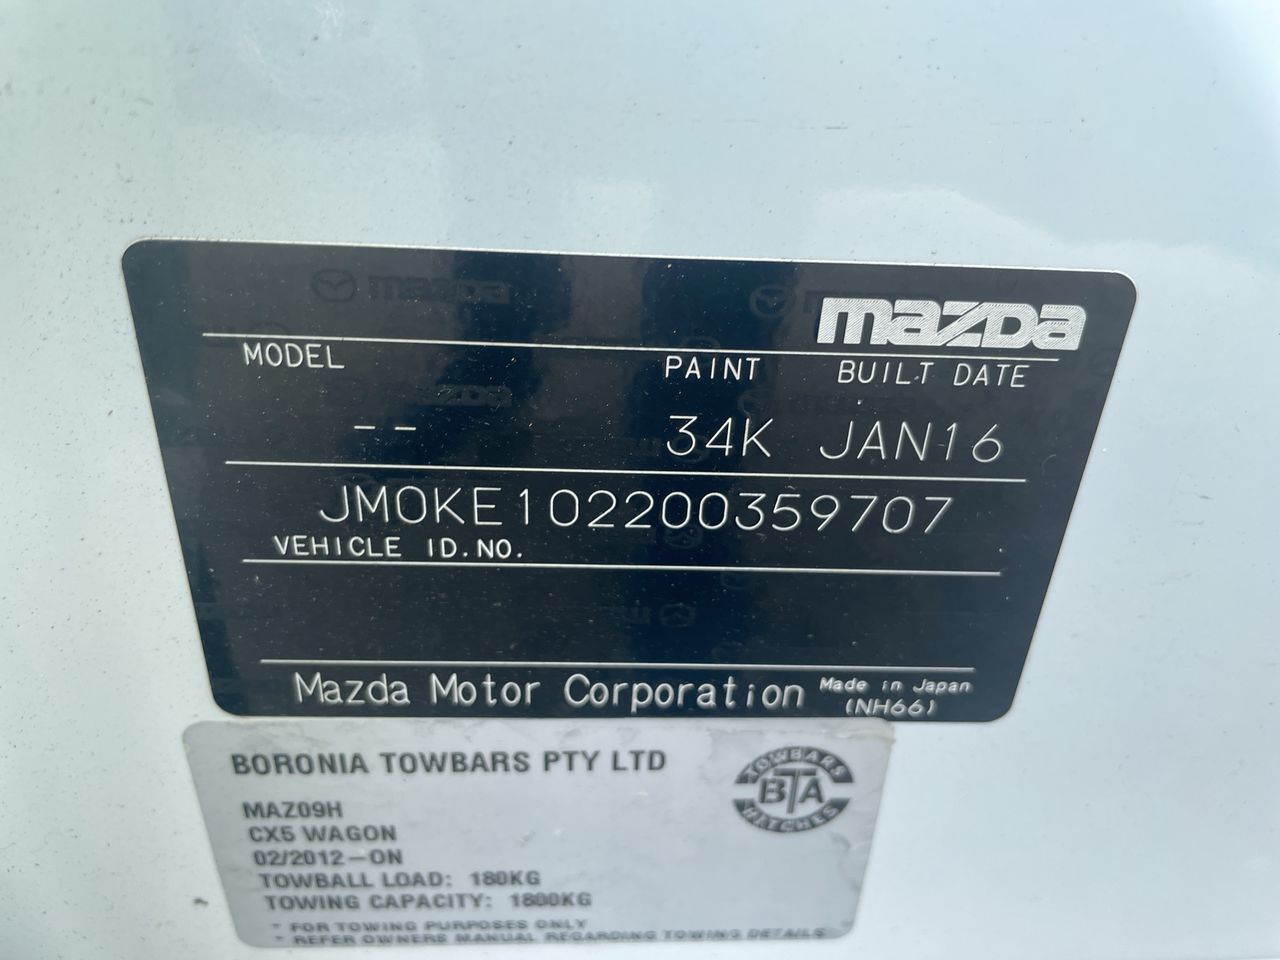 mazda
MODEL PAINT BUILT DATE
-- 34K JAN16
JM0KE102200359707
VEHICLE ID.NO.
Mazda Motor Corporation Made in Japan
(NH66)
BORONIA TOWBARS PTY LTD
TOWBARS
BTA
HATCHES
MAZ09H
CX5 WAGON
02/2012-ON
TOWBALL LOAD: 180KG
TOWING CAPACITY: 1800KG
* FOR TOWING PURPOSES ONLY
* REFER OWNERS MANUAL REGARDING TOWING DETAILS